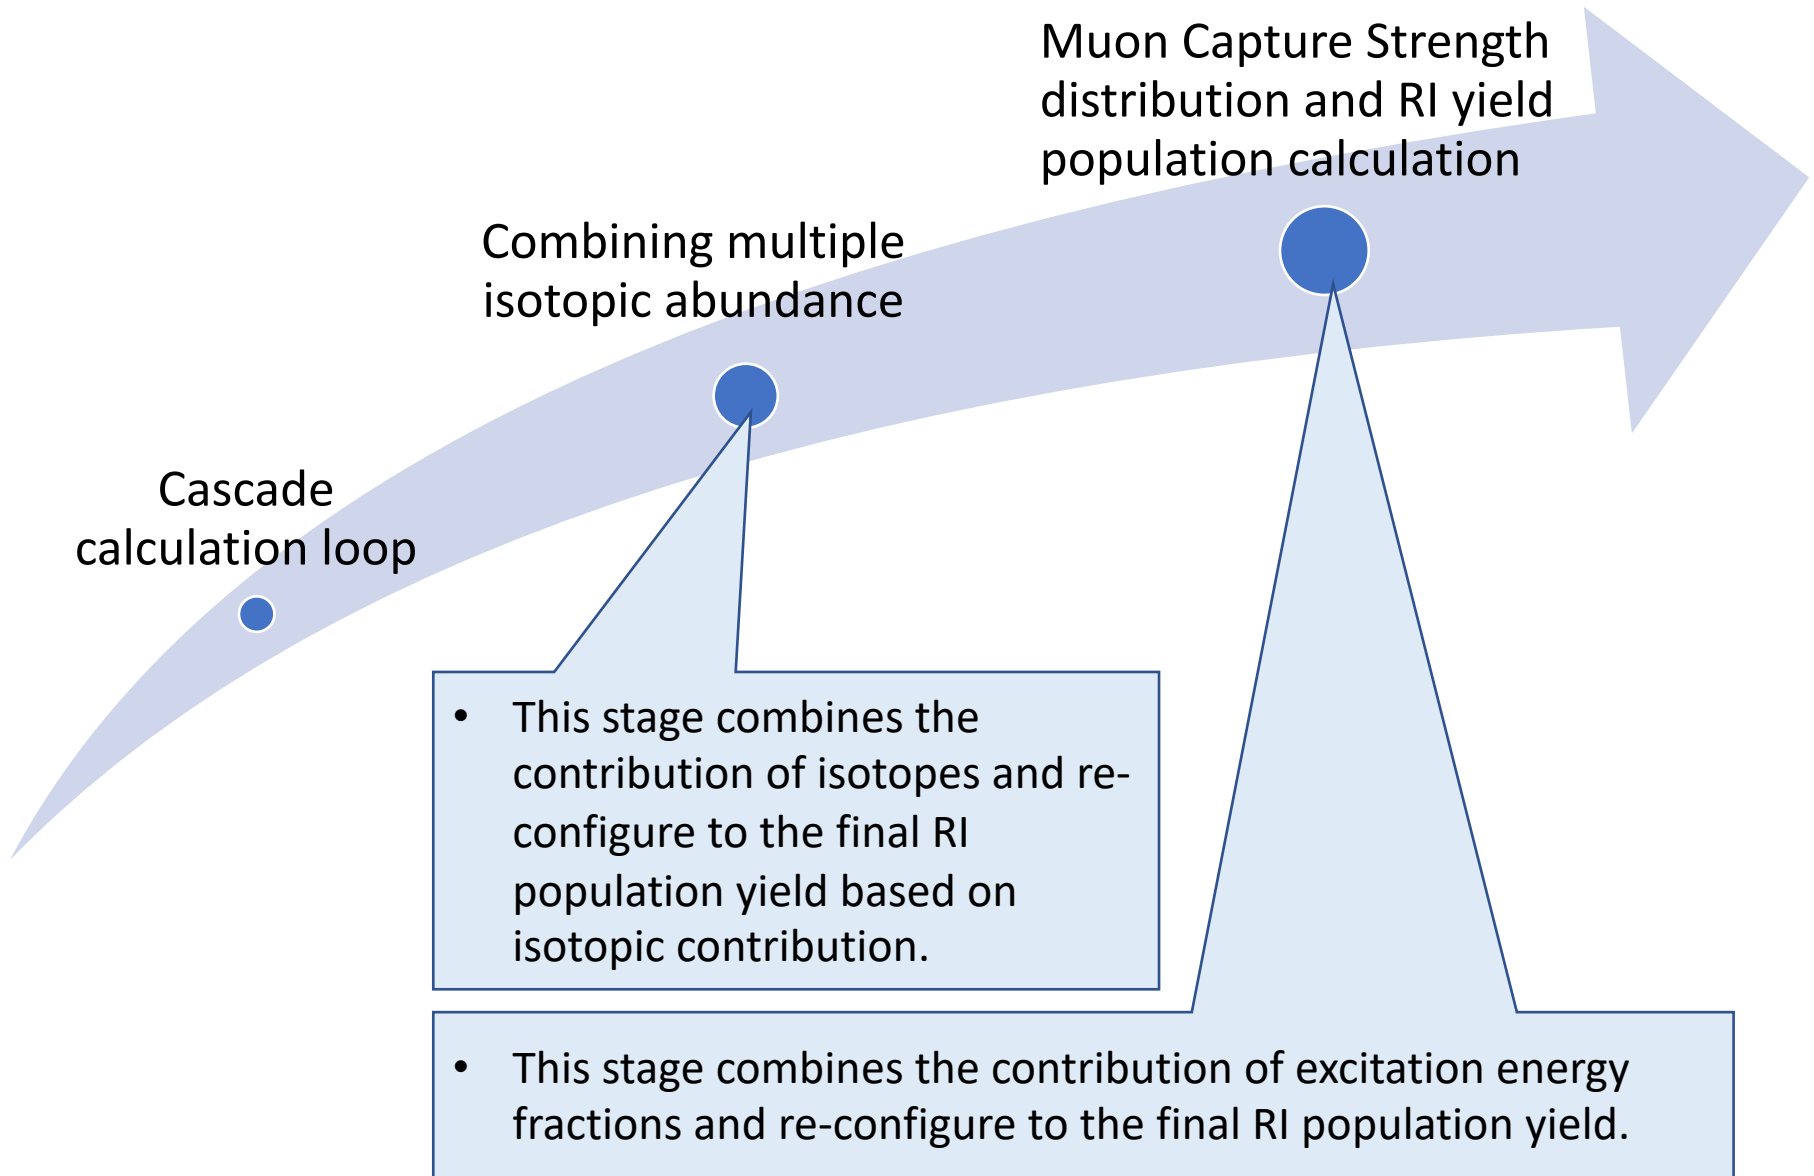 Muon Capture Strength
distribution and RI yield
population calculation
Combining multiple
isotopic abundance
Cascade
calculation loop
• This stage combines the
contribution of isotopes and re-
configure to the final RI
population yield based on
isotopic contribution.
• This stage combines the contribution of excitation energy
fractions and re-configure to the final RI population yield.